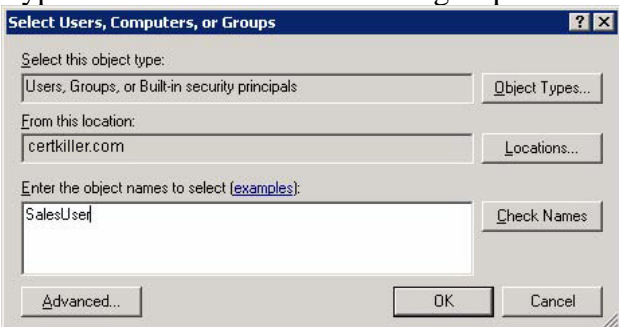 Select Users, Computers, or Groups
Select this object type:
Users, Groups, or Built-in security principals
Object Types...
From this location:
certkiller.com
Locations...
Enter the object names to select (examples):
SalesUser
Check Names
Advanced...
OK
Cancel